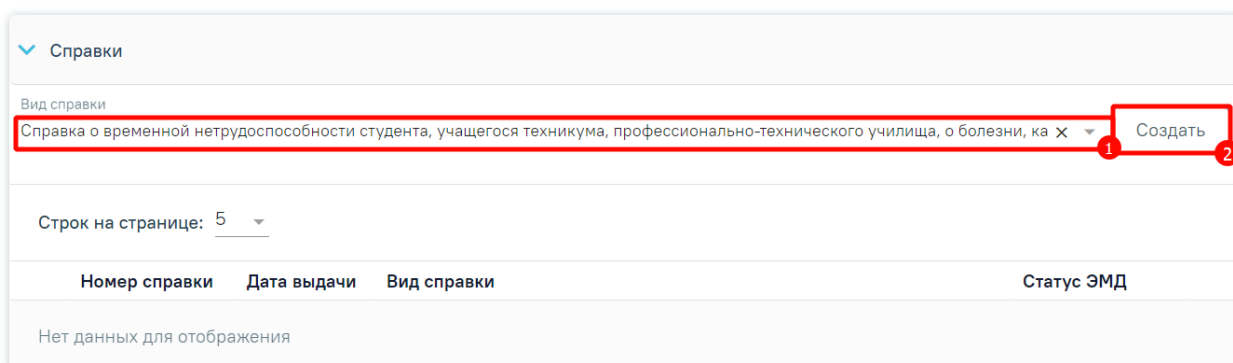 Справки
Вид справки
Справка о временной нетрудоспособности студента, учащегося техникума, профессионально-технического училища, о болезни, ка
1
Создать
2
Строк на странице: 5
Номер справки Дата выдачи Вид справки Статус ЭМД
Нет данных для отображения